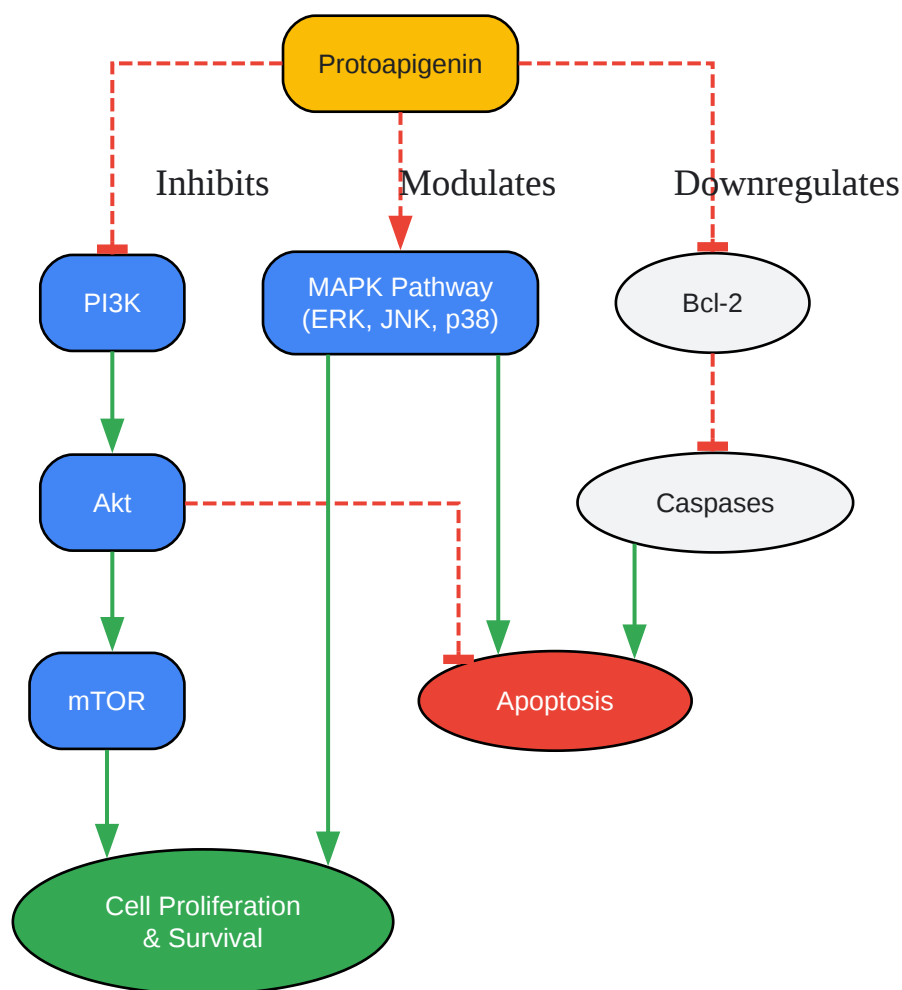 Protoapigenin
Inhibits
Modulates
Downregulates
PI3K
MAPK Pathway
(ERK, JNK, p38)
Bcl-2
Akt
Caspases
mTOR
Apoptosis
Cell Proliferation
& Survival